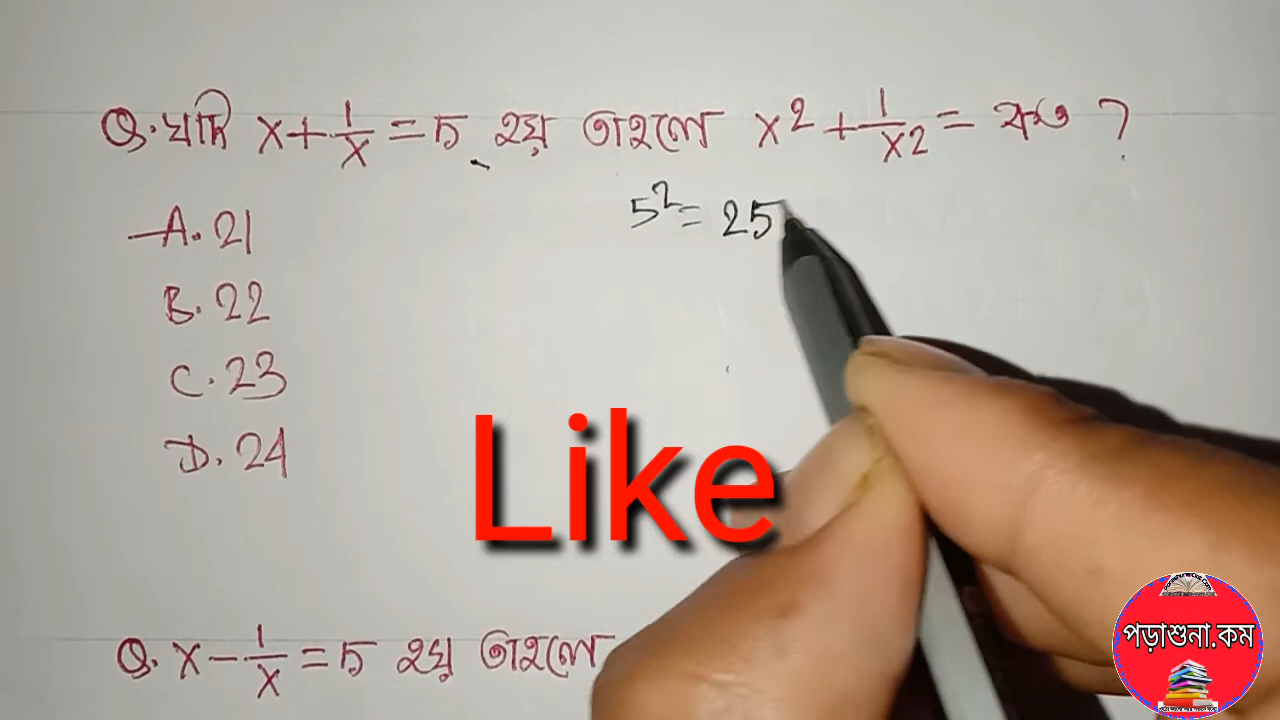 Q. যদি x + 1/x = 5 হয় তাহলে x2 + 1/x2 = কত ?
52 = 25
A. 21
B. 22
C. 23
D. 24
Like
Q. x - 1/x = 5 হয় তাহলে
পড়াশুনা.কম